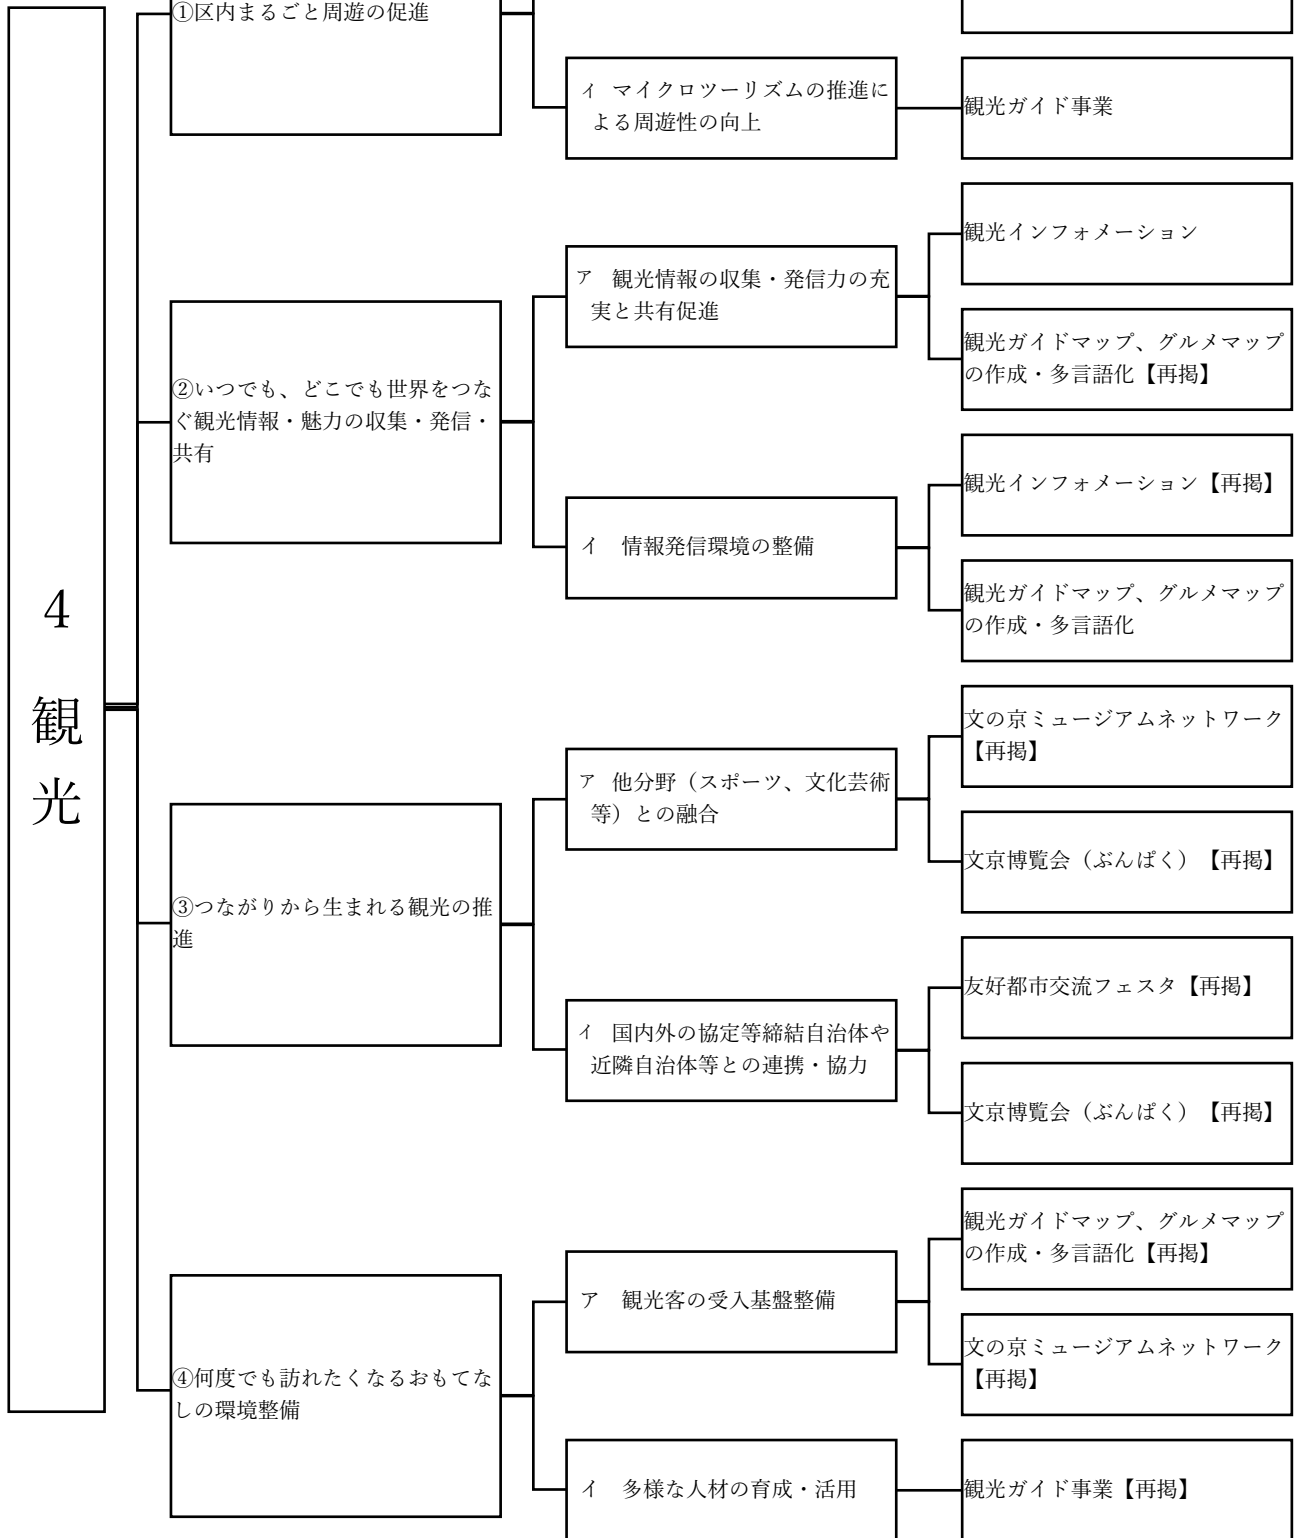 4
観
光
①区内まるごと周遊の促進
イ マイクロツーリズムの推進に
よる周遊性の向上
観光ガイド事業
②いつでも、どこでも世界をつな
ぐ観光情報・魅力の収集・発信・
共有
ア 観光情報の収集・発信力の充
実と共有促進
観光インフォメーション
観光ガイドマップ、グルメマップ
の作成・多言語化【再掲】
イ 情報発信環境の整備
観光インフォメーション【再掲】
観光ガイドマップ、グルメマップ
の作成・多言語化
③つながりから生まれる観光の推
進
ア 他分野（スポーツ、文化芸術
等）との融合
文の京ミュージアムネットワーク
【再掲】
文京博覧会（ぶんぱく）【再掲】
イ 国内外の協定等締結自治体や
近隣自治体等との連携・協力
友好都市交流フェスタ【再掲】
文京博覧会（ぶんぱく）【再掲】
④何度でも訪れたくなるおもてな
しの環境整備
ア 観光客の受入基盤整備
観光ガイドマップ、グルメマップ
の作成・多言語化【再掲】
文の京ミュージアムネットワーク
【再掲】
イ 多様な人材の育成・活用
観光ガイド事業【再掲】